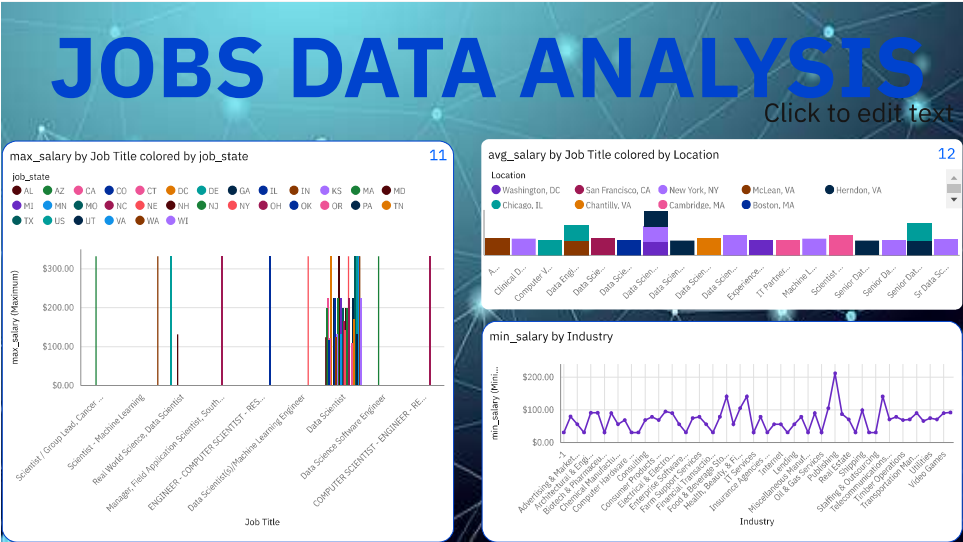 JOBS DATA ANALYSIS
Click to edit text
max_salary by Job Title colored by job_state
11
job_state
AL AZ CA CO CT DC DE GA IL IN KS MA MD
MI MN MO NC NE NH NJ NY OH OK OR PA TN
TX US UT VA WA WI
max_salary (Maximum)
$300.00
$200.00
$100.00
$0.00
Scientist / Group Lead, Cancer ...
Scientist - Machine Learning
Real World Science, Data Scientist
Manager, Field Application Scientist, South...
ENGINEER - COMPUTER SCIENTIST - RES...
Data Scientist(s)/Machine Learning Engineer
Data Scientist
Data Science Software Engineer
COMPUTER SCIENTIST - ENGINEER - RE...
Job Title
avg_salary by Job Title colored by Location
12
Location
Washington, DC San Francisco, CA New York, NY McLean, VA Herndon, VA
Chicago, IL Chantilly, VA Cambridge, MA Boston, MA
A...
Clinical D...
Computer V...
Data Engi...
Data Scie...
Data Scie...
Data Scien...
Data Scien...
Data Scien...
Data Scien...
Experience...
IT Partner...
Machine L...
Scientist ...
Senior Dat...
Senior Da...
Senior Dat...
Sr Data Sc...
min_salary by Industry
min_salary (Mini...
$200.00
$100.00
$0.00
-1
Advertising & Market...
Architectural & Engi...
Biotech & Pharmaceu...
Chemical Manufactu...
Computer Hardware ...
Consulting
Consumer Products ...
Electrical & Electro...
Enterprise Software...
Farm Support Services
Financial Transactio...
Food & Beverage Sto...
Health, Beauty, & Fi...
IT Services
Insurance Agencies ...
Internet
Lending
Miscellaneous Manuf...
Oil & Gas Services
Publishing
Real Estate
Shipping
Staffing & Outsourcing
Telecommunications...
Timber Operations
Transportation Man...
Utilities
Video Games
Industry